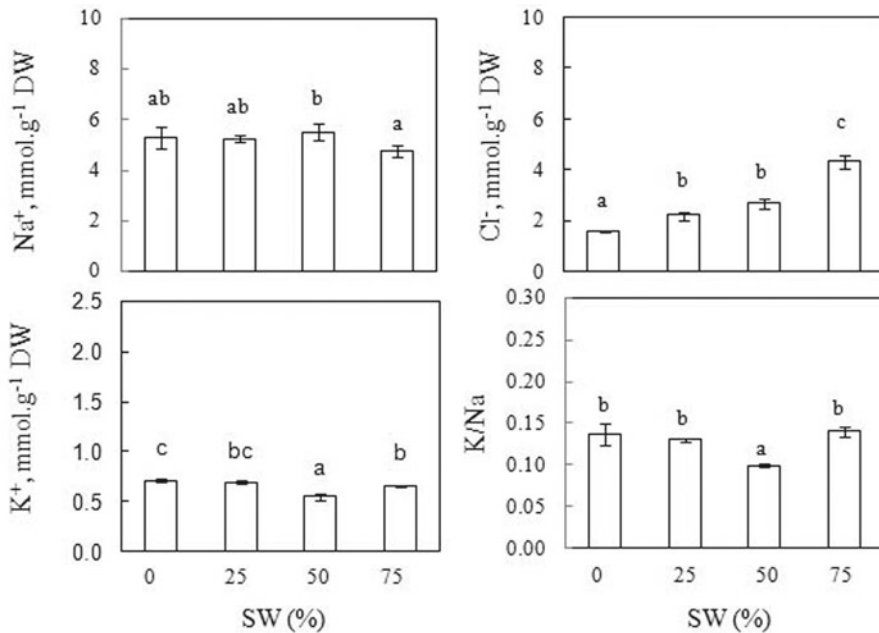 Na⁺, mmol.g⁻¹ DW
10
8
6
4
2
0
ab
ab
b
a
Cl⁻, mmol.g⁻¹ DW
10
8
6
4
2
0
a
b
b
c
K⁺, mmol.g⁻¹ DW
2.5
2.0
1.5
1.0
0.5
0.0
c
bc
a
b
0 25 50 75
SW (%)
K/Na
0.30
0.25
0.20
0.15
0.10
0.05
0.00
b
b
a
b
0 25 50 75
SW (%)